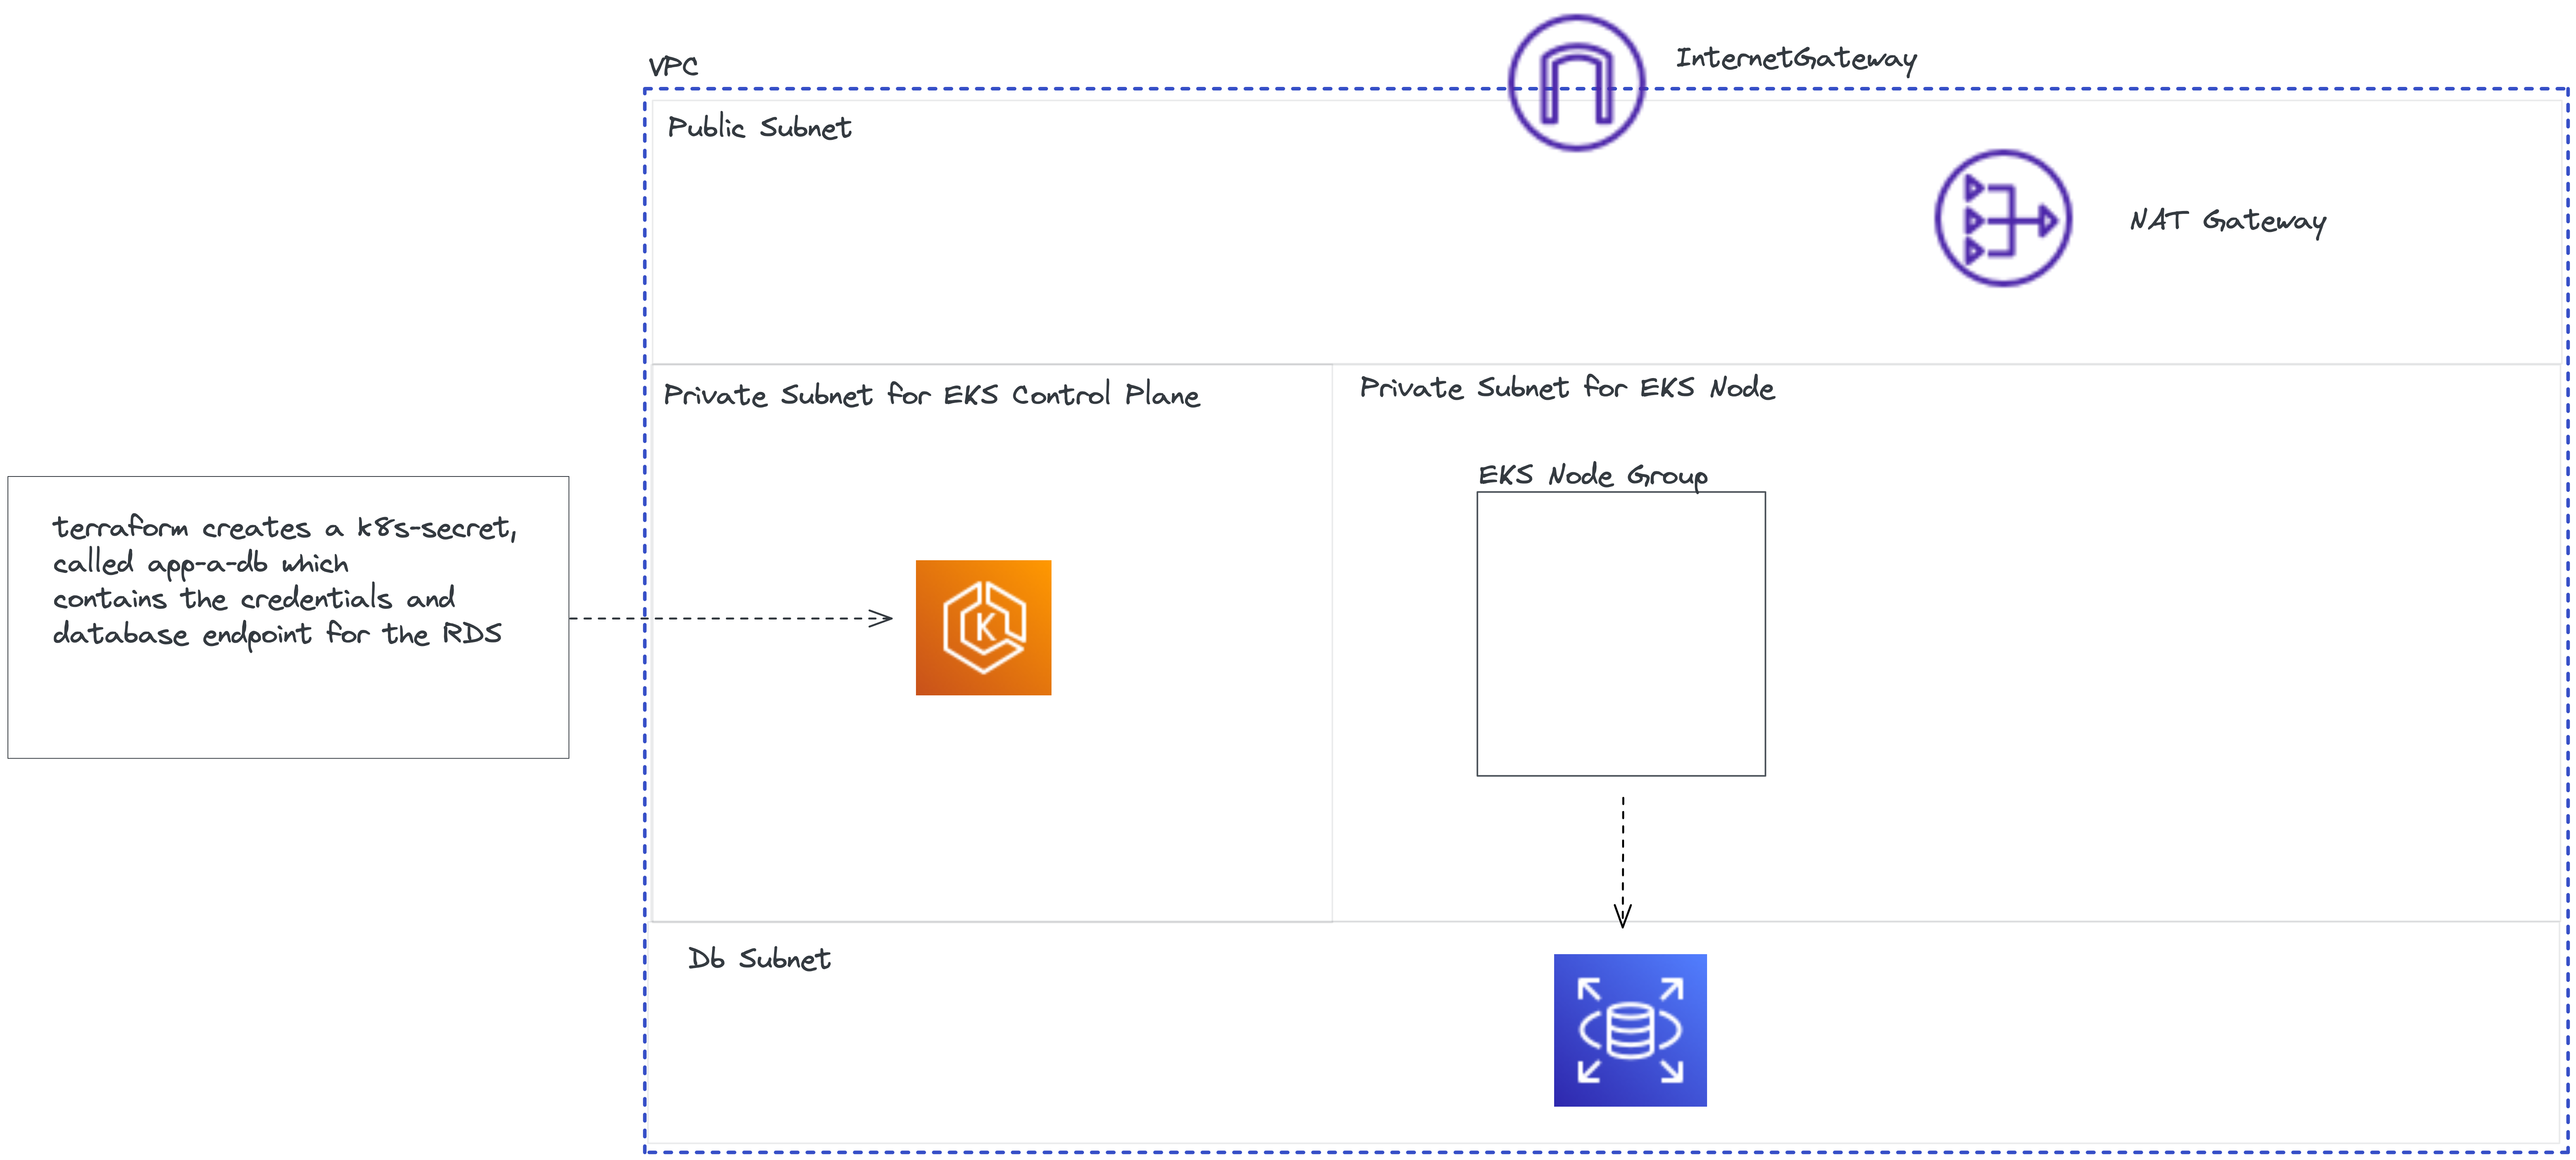 VPC
InternetGateway
Public Subnet
NAT Gateway
Private Subnet for EKS Control Plane
Private Subnet for EKS Node
EKS Node Group
terraform creates a k8s-secret,
called app-a-db which
contains the credentials and
database endpoint for the RDS
K
Db Subnet